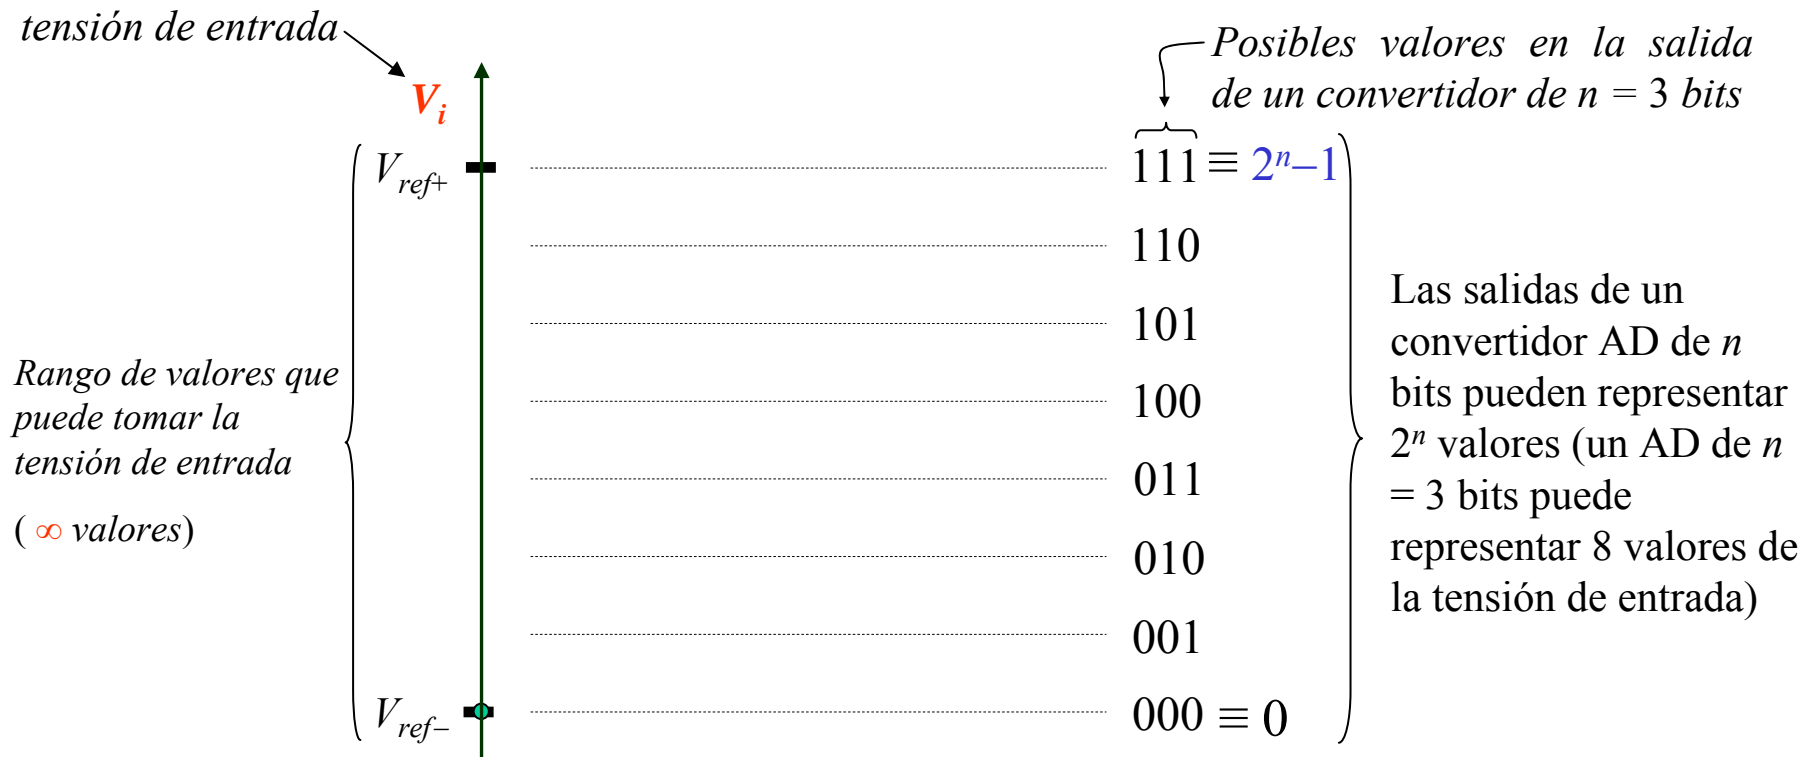 tensión de entrada
V_i
Posibles valores en la salida
de un convertidor de n = 3 bits
V_ref+
111 ≡ 2^n–1
110
101
100
011
010
001
V_ref–
000 ≡ 0
Rango de valores que
puede tomar la
tensión de entrada
( ∞ valores)
Las salidas de un
convertidor AD de n
bits pueden representar
2^n valores (un AD de n
= 3 bits puede
representar 8 valores de
la tensión de entrada)